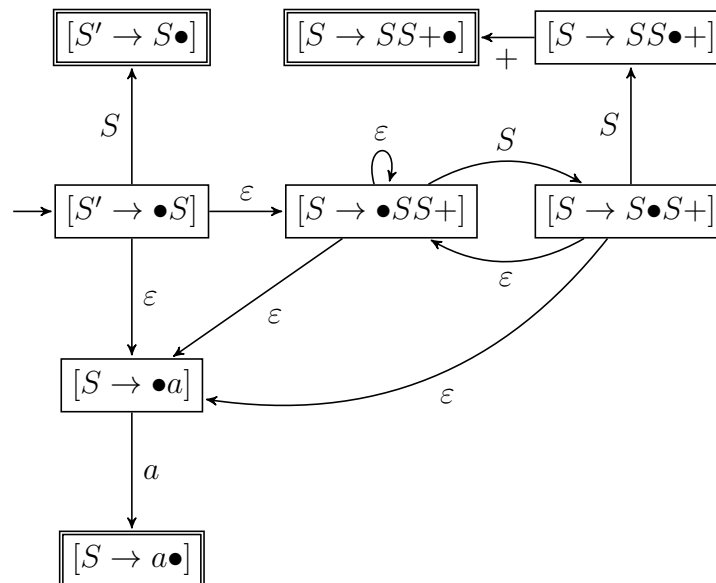 [S′ → S●] [S → SS+●] [S → SS●+]
+
S ε S S
[S′ → ●S] ε [S → ●SS+] [S → S●S+]
ε ε ε
ε
[S → ●a]
a
[S → a●]